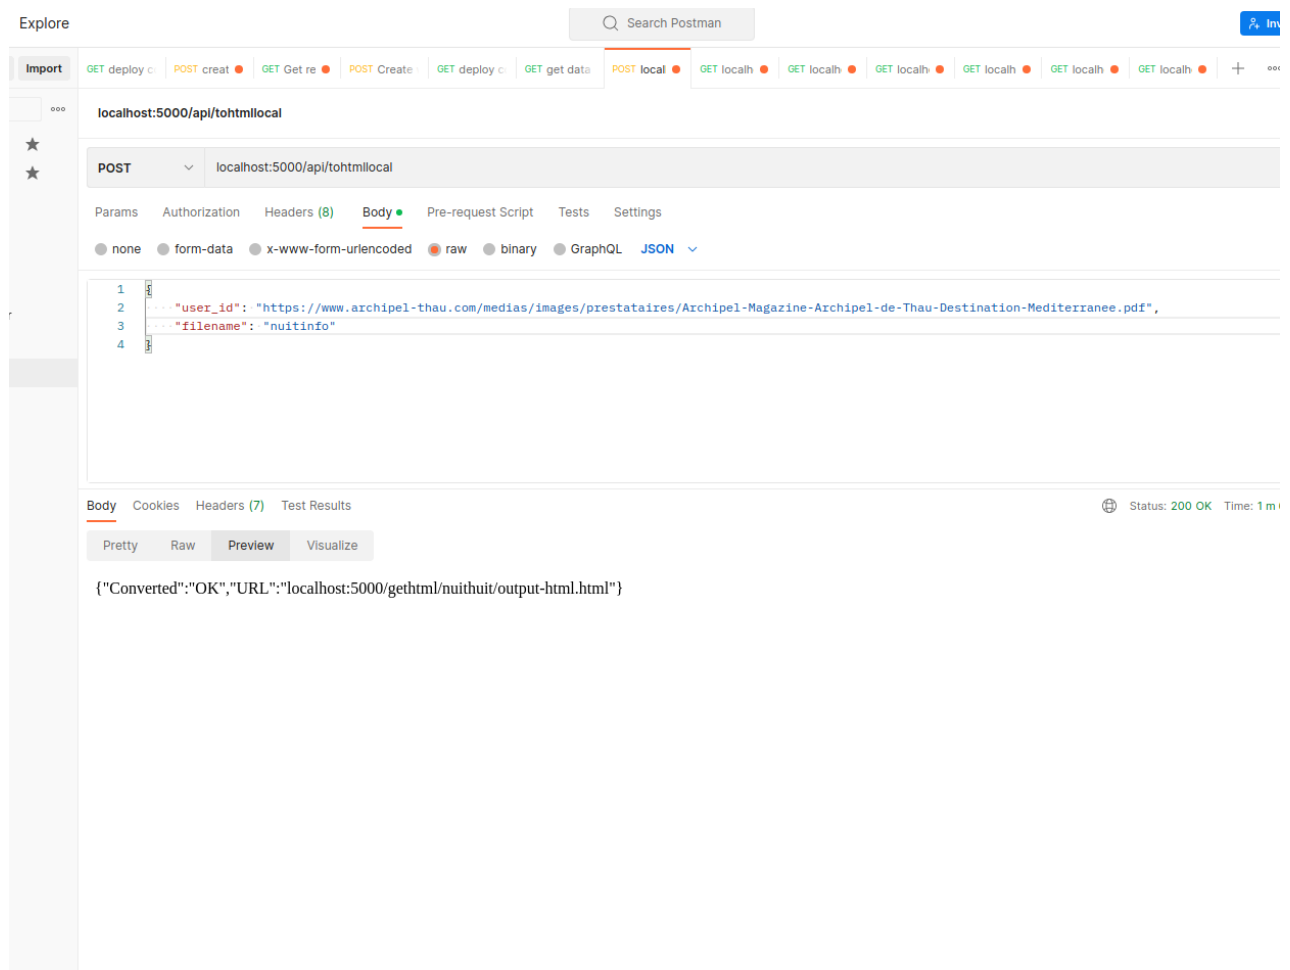 Explore
Search Postman
Import
GET deploy
POST creat
GET Get re
POST Create
GET deploy
GET get data
POST local
GET localh
GET localh
GET localh
GET localh
GET localh
GET localh
localhost:5000/api/tohtmllocal
POST
localhost:5000/api/tohtmllocal
Params Authorization Headers (8) Body Pre-request Script Tests Settings
none form-data x-www-form-urlencoded raw binary GraphQL JSON
1 {
2 "user_id": "https://www.archipel-thau.com/medias/images/prestataires/Archipel-Magazine-Archipel-de-Thau-Destination-Mediterranee.pdf",
3 "filename": "nuitinfo"
4 }
Body Cookies Headers (7) Test Results
Status: 200 OK Time: 1 m
Pretty Raw Preview Visualize
{"Converted":"OK","URL":"localhost:5000/gethtml/nuithuit/output-html.html"}